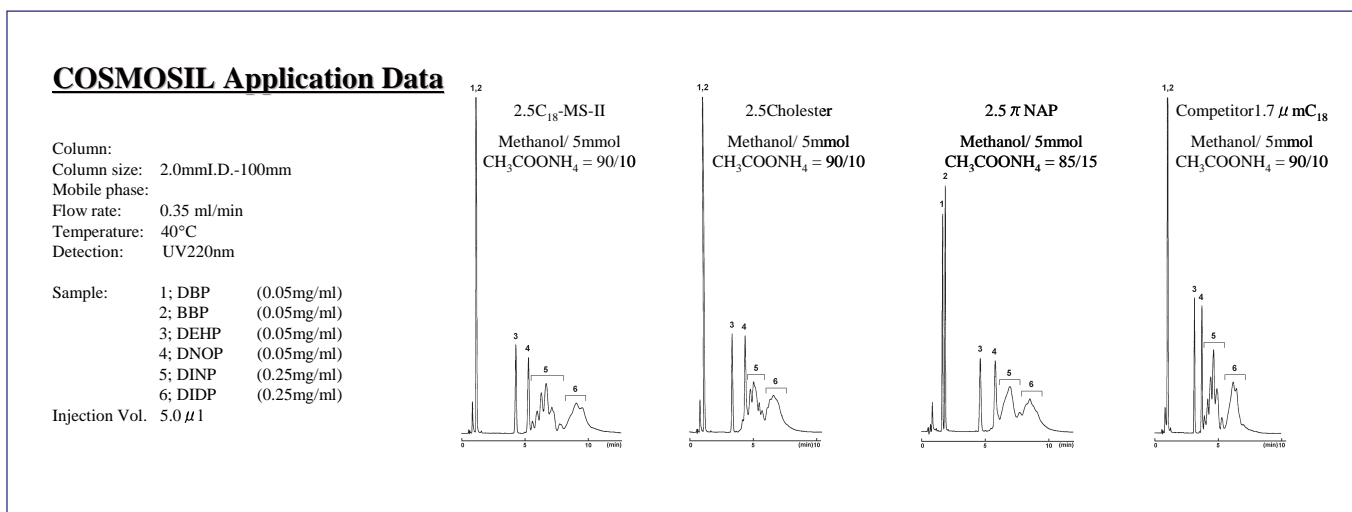 COSMOSIL Application Data
Column:
Column size: 2.0mmI.D.-100mm
Mobile phase:
Flow rate: 0.35 ml/min
Temperature: 40°C
Detection: UV220nm
Sample: 1; DBP (0.05mg/ml)
2; BBP (0.05mg/ml)
3; DEHP (0.05mg/ml)
4; DNOP (0.05mg/ml)
5; DINP (0.25mg/ml)
6; DIDP (0.25mg/ml)
Injection Vol. 5.0 μl
1,2
2.5C₁₈-MS-II
Methanol/ 5mmol
CH₃COONH₄ = 90/10
3
4
5
6
0 5 10 (min)
1,2
2.5Cholester
Methanol/ 5mmol
CH₃COONH₄ = 90/10
3
4
5
6
0 5 (min) 10
2.5 π NAP
Methanol/ 5mmol
CH₃COONH₄ = 85/15
2
1
3
4
5
6
0 5 10 (min)
1,2
Competitor1.7 μ mC₁₈
Methanol/ 5mmol
CH₃COONH₄ = 90/10
3
4
5
6
0 5 (min) 10